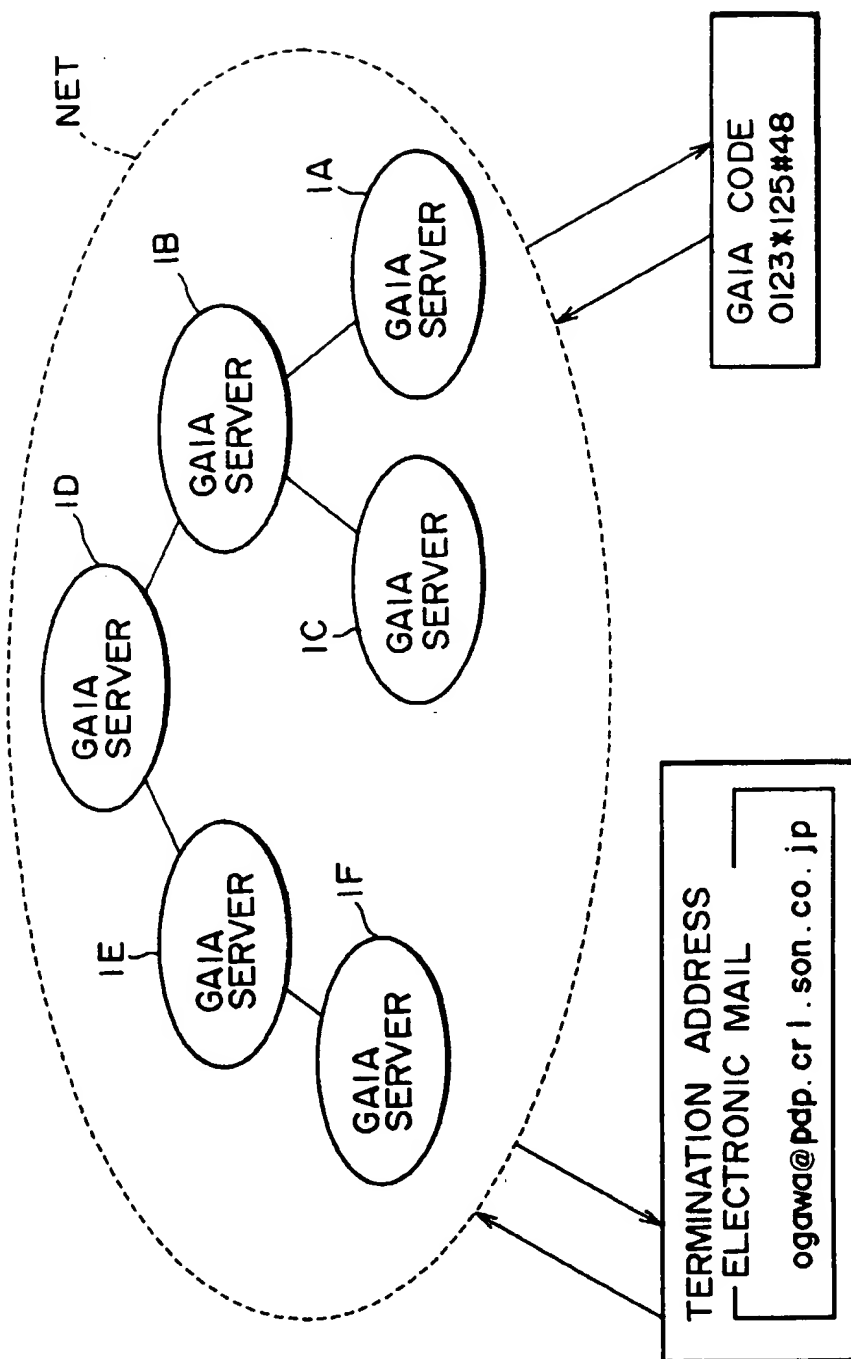 NET
1D
GAIA
SERVER
1B
GAIA
SERVER
1A
GAIA
SERVER
1E
GAIA
SERVER
1C
GAIA
SERVER
1F
GAIA
SERVER
TERMINATION ADDRESS
ELECTRONIC MAIL
ogawa@pdp.crl.son.co.jp
GAIA CODE
0123*125#48